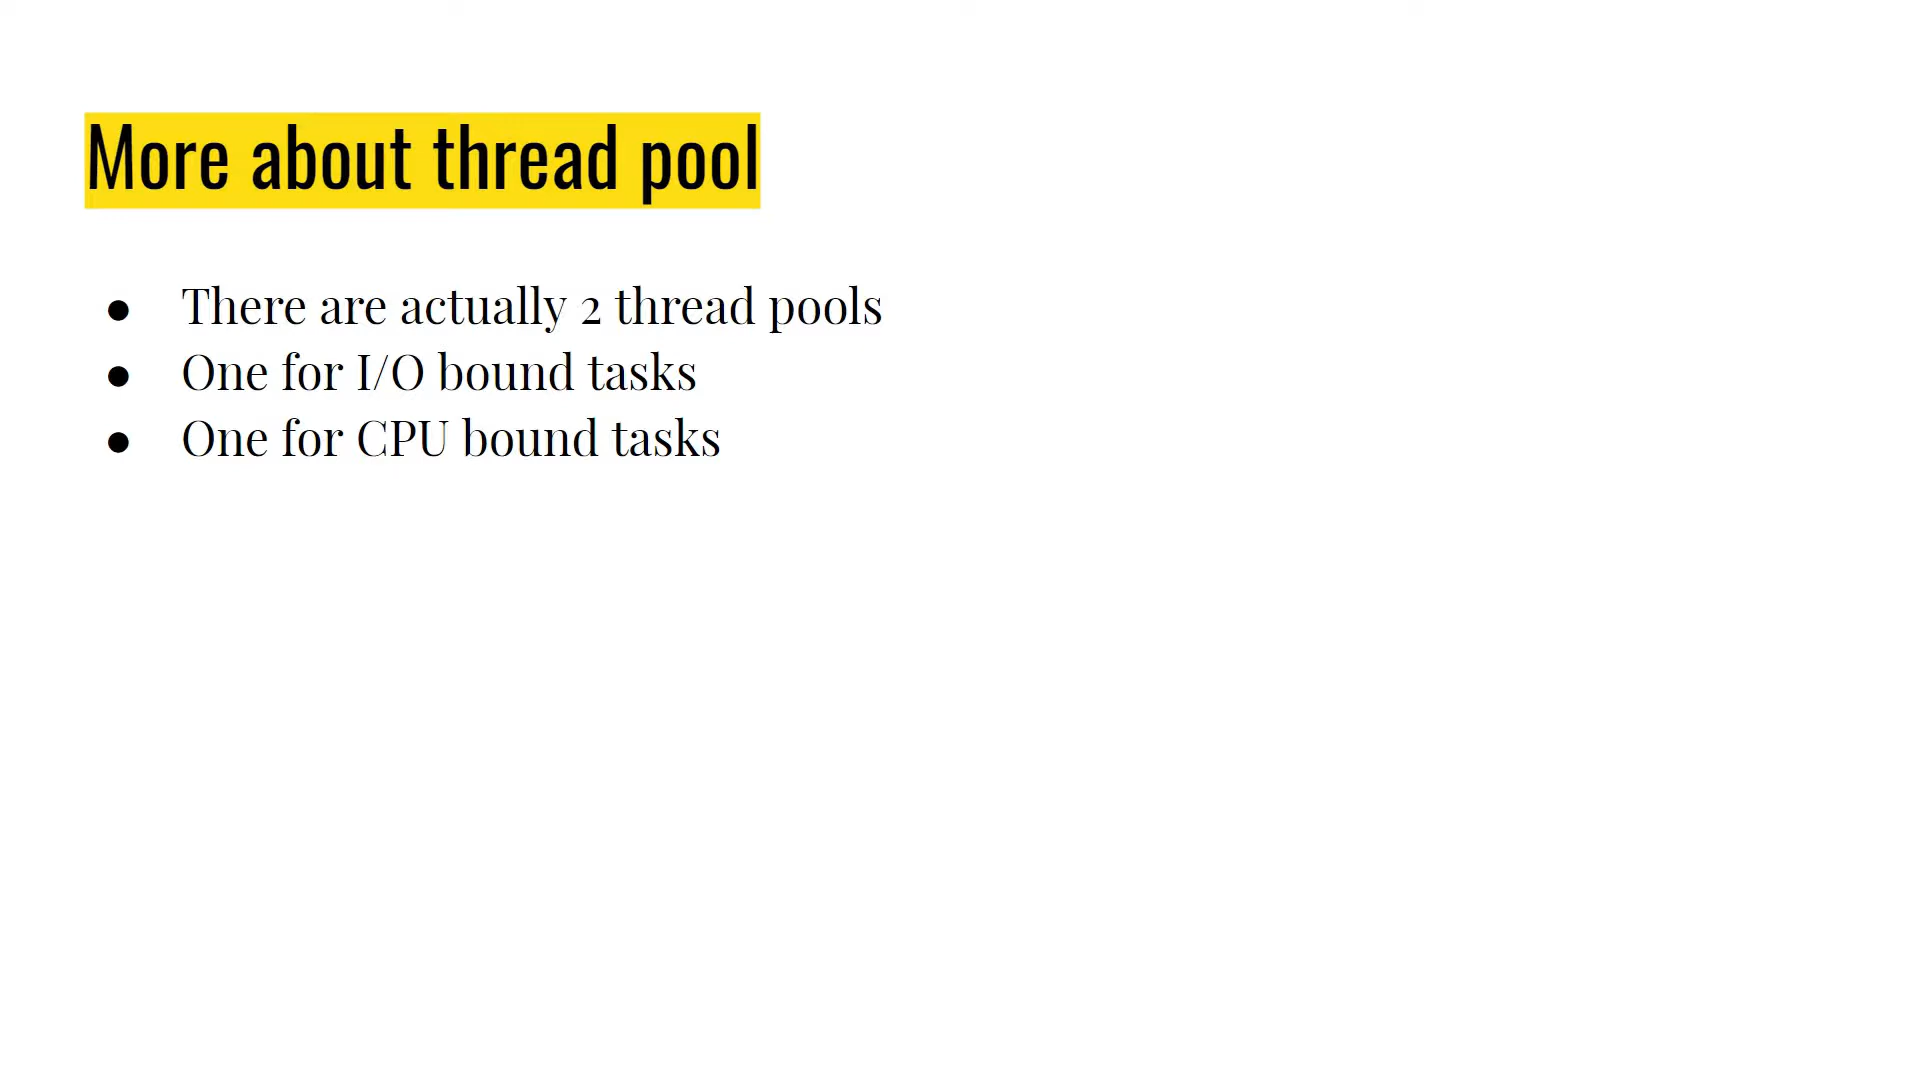 More about thread pool
● There are actually 2 thread pools
● One for I/O bound tasks
● One for CPU bound tasks